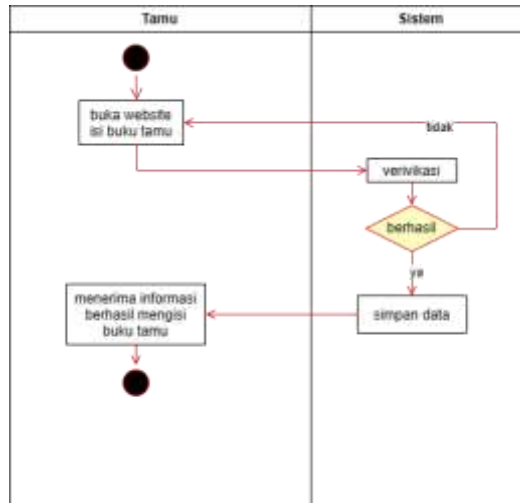 Tamu
Sistem
buka website
isi buku tamu
tidak
verivikasi
berhasil
ya
menerima informasi
berhasil mengisi
buku tamu
simpan data